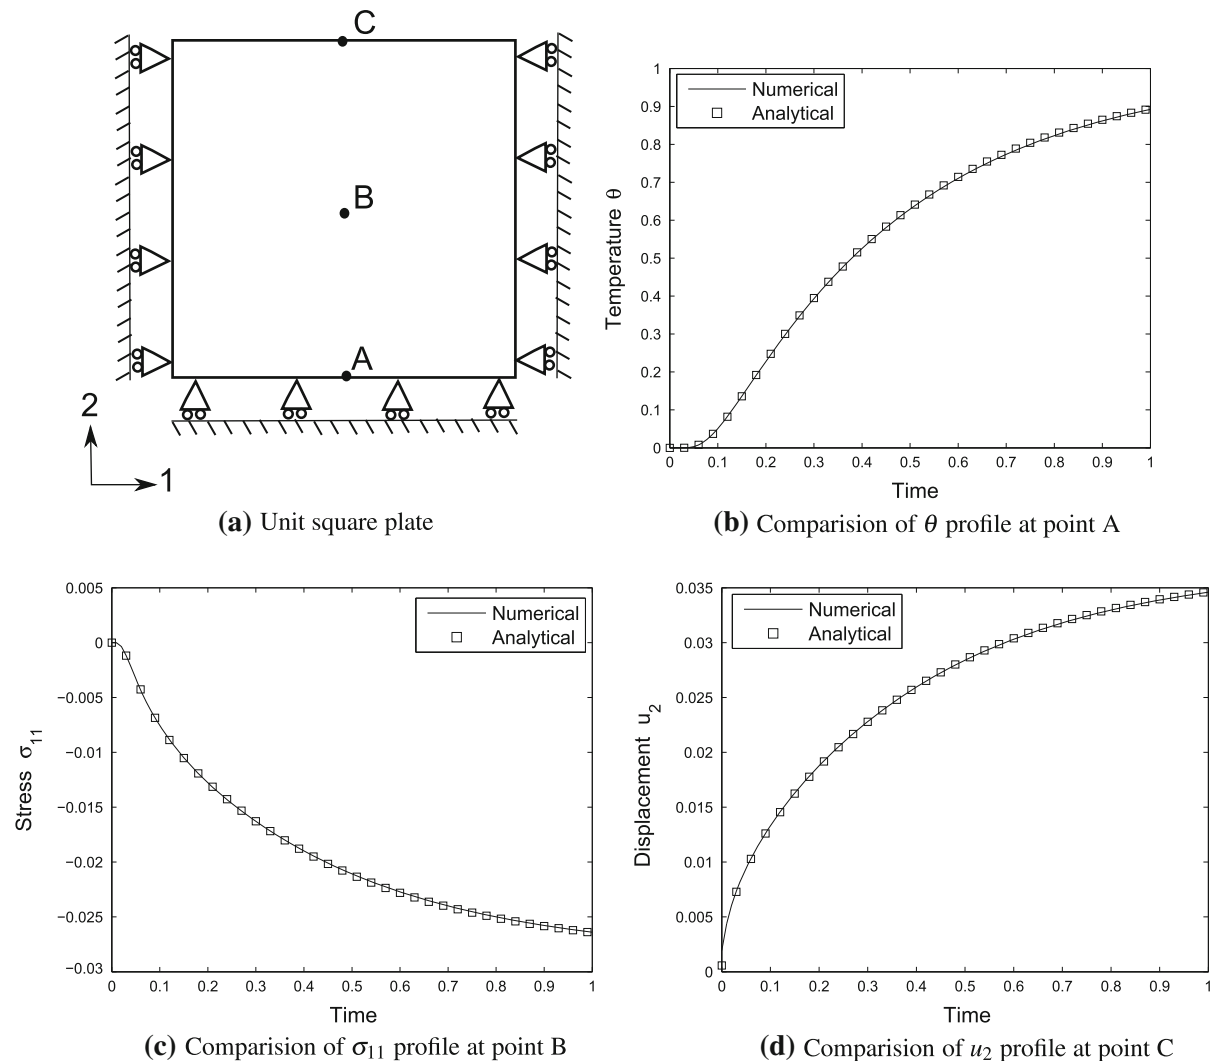 C
B
A
2
1
(a) Unit square plate
Numerical
Analytical
1
0.9
0.8
0.7
0.6
0.5
0.4
0.3
0.2
0.1
0
Temperature θ
0 0.1 0.2 0.3 0.4 0.5 0.6 0.7 0.8 0.9 1
Time
(b) Comparision of θ profile at point A
Numerical
Analytical
0.005
0
−0.005
−0.01
−0.015
−0.02
−0.025
−0.03
Stress σ11
0 0.1 0.2 0.3 0.4 0.5 0.6 0.7 0.8 0.9 1
Time
(c) Comparision of σ11 profile at point B
Numerical
Analytical
0.035
0.03
0.025
0.02
0.015
0.01
0.005
0
Displacement u2
0 0.1 0.2 0.3 0.4 0.5 0.6 0.7 0.8 0.9 1
Time
(d) Comparision of u2 profile at point C